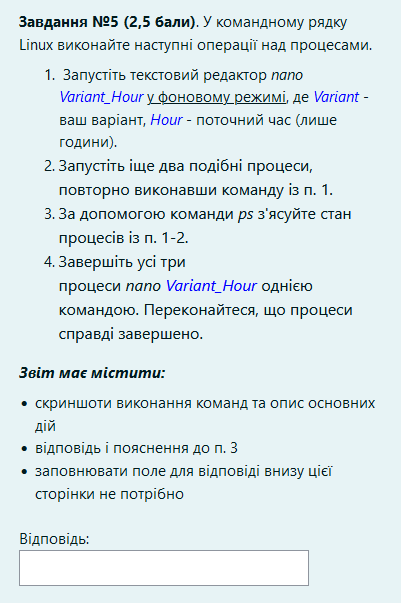 Завдання №5 (2,5 бали). У командному рядку
Linux виконайте наступні операції над процесами.
1. Запустіть текстовий редактор nano
Variant_Hour у фоновому режимі, де Variant -
ваш варіант, Hour - поточний час (лише
години).
2. Запустіть іще два подібні процеси,
повторно виконавши команду із п. 1.
3. За допомогою команди ps з'ясуйте стан
процесів із п. 1-2.
4. Завершіть усі три
процеси nano Variant_Hour однією
командою. Переконайтеся, що процеси
справді завершено.
Звіт має містити:
• скриншоти виконання команд та опис основних
дій
• відповідь і пояснення до п. 3
• заповнювати поле для відповіді внизу цієї
сторінки не потрібно
Відповідь: